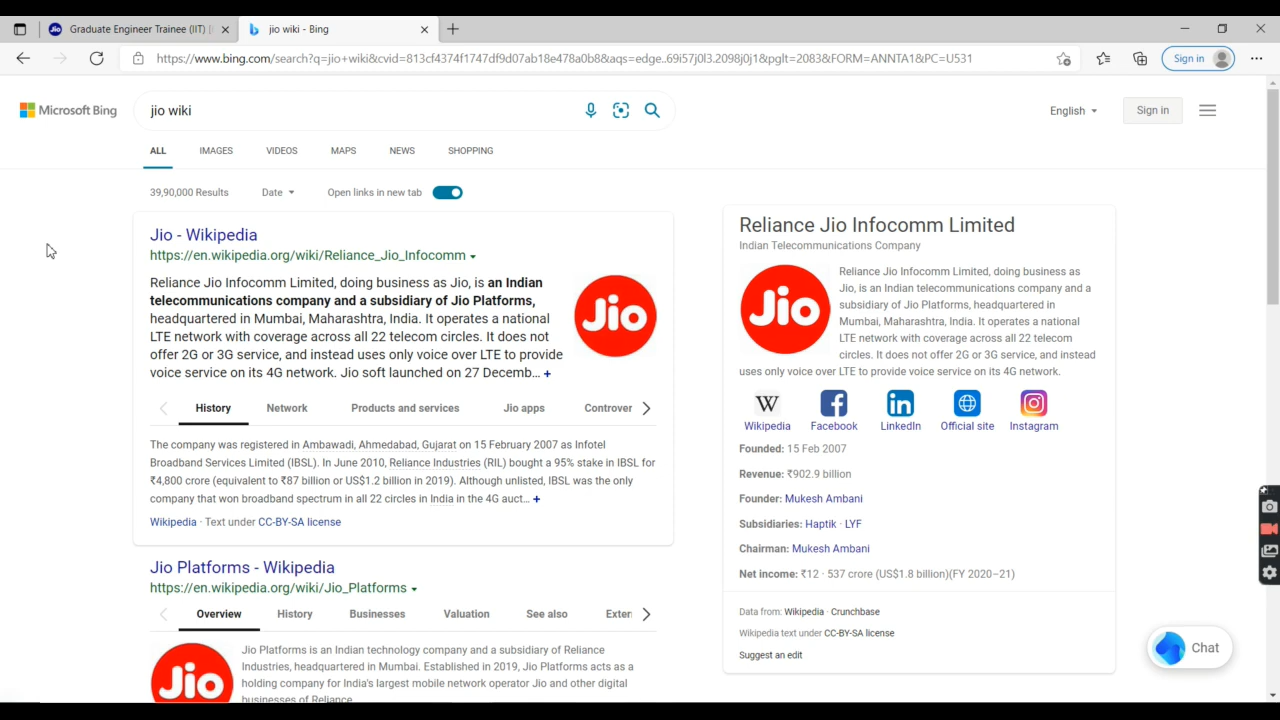 Graduate Engineer Trainee (IIT) |
jio wiki - Bing
https://www.bing.com/search?q=jio+wiki&cvid=813cf4374f1747df9d07ab18e478a0b8&aqs=edge..69i57j0l3.2098j0j1&pglt=2083&FORM=ANNTA1&PC=U531
Sign in
Microsoft Bing
jio wiki
English
Sign in
ALL IMAGES VIDEOS MAPS NEWS SHOPPING
39,90,000 Results Date Open links in new tab
Jio - Wikipedia
https://en.wikipedia.org/wiki/Reliance_Jio_Infocomm
Reliance Jio Infocomm Limited, doing business as Jio, is an Indian
telecommunications company and a subsidiary of Jio Platforms,
headquartered in Mumbai, Maharashtra, India. It operates a national
LTE network with coverage across all 22 telecom circles. It does not
offer 2G or 3G service, and instead uses only voice over LTE to provide
voice service on its 4G network. Jio soft launched on 27 Decemb... +
Jio
History Network Products and services Jio apps Controver
The company was registered in Ambawadi, Ahmedabad, Gujarat on 15 February 2007 as Infotel
Broadband Services Limited (IBSL). In June 2010, Reliance Industries (RIL) bought a 95% stake in IBSL for
₹4,800 crore (equivalent to ₹87 billion or US$1.2 billion in 2019). Although unlisted, IBSL was the only
company that won broadband spectrum in all 22 circles in India in the 4G auct... +
Wikipedia · Text under CC-BY-SA license
Jio Platforms - Wikipedia
https://en.wikipedia.org/wiki/Jio_Platforms
Overview History Businesses Valuation See also Exter
Jio
Jio Platforms is an Indian technology company and a subsidiary of Reliance
Industries, headquartered in Mumbai. Established in 2019, Jio Platforms acts as a
holding company for India's largest mobile network operator Jio and other digital
businesses of Reliance.
Reliance Jio Infocomm Limited
Indian Telecommunications Company
Jio
Reliance Jio Infocomm Limited, doing business as
Jio, is an Indian telecommunications company and a
subsidiary of Jio Platforms, headquartered in
Mumbai, Maharashtra, India. It operates a national
LTE network with coverage across all 22 telecom
circles. It does not offer 2G or 3G service, and instead
uses only voice over LTE to provide voice service on its 4G network.
Wikipedia Facebook LinkedIn Official site Instagram
Founded: 15 Feb 2007
Revenue: ₹902.9 billion
Founder: Mukesh Ambani
Subsidiaries: Haptik · LYF
Chairman: Mukesh Ambani
Net income: ₹12 · 537 crore (US$1.8 billion)(FY 2020–21)
Data from: Wikipedia · Crunchbase
Wikipedia text under CC-BY-SA license
Suggest an edit
Chat